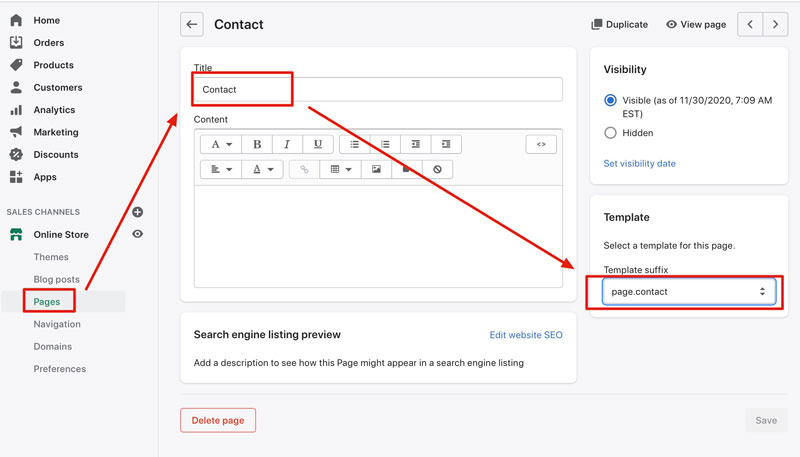 Home
Orders
Products
Customers
Analytics
Marketing
Discounts
Apps
SALES CHANNELS
Online Store
Themes
Blog posts
Pages
Navigation
Domains
Preferences
Contact
Duplicate
View page
Title
Contact
Content
A
B
I
U
<>
A
Search engine listing preview
Edit website SEO
Add a description to see how this Page might appear in a search engine listing
Delete page
Visibility
Visible (as of 11/30/2020, 7:09 AM
EST)
Hidden
Set visibility date
Template
Select a template for this page.
Template suffix
page.contact
Save